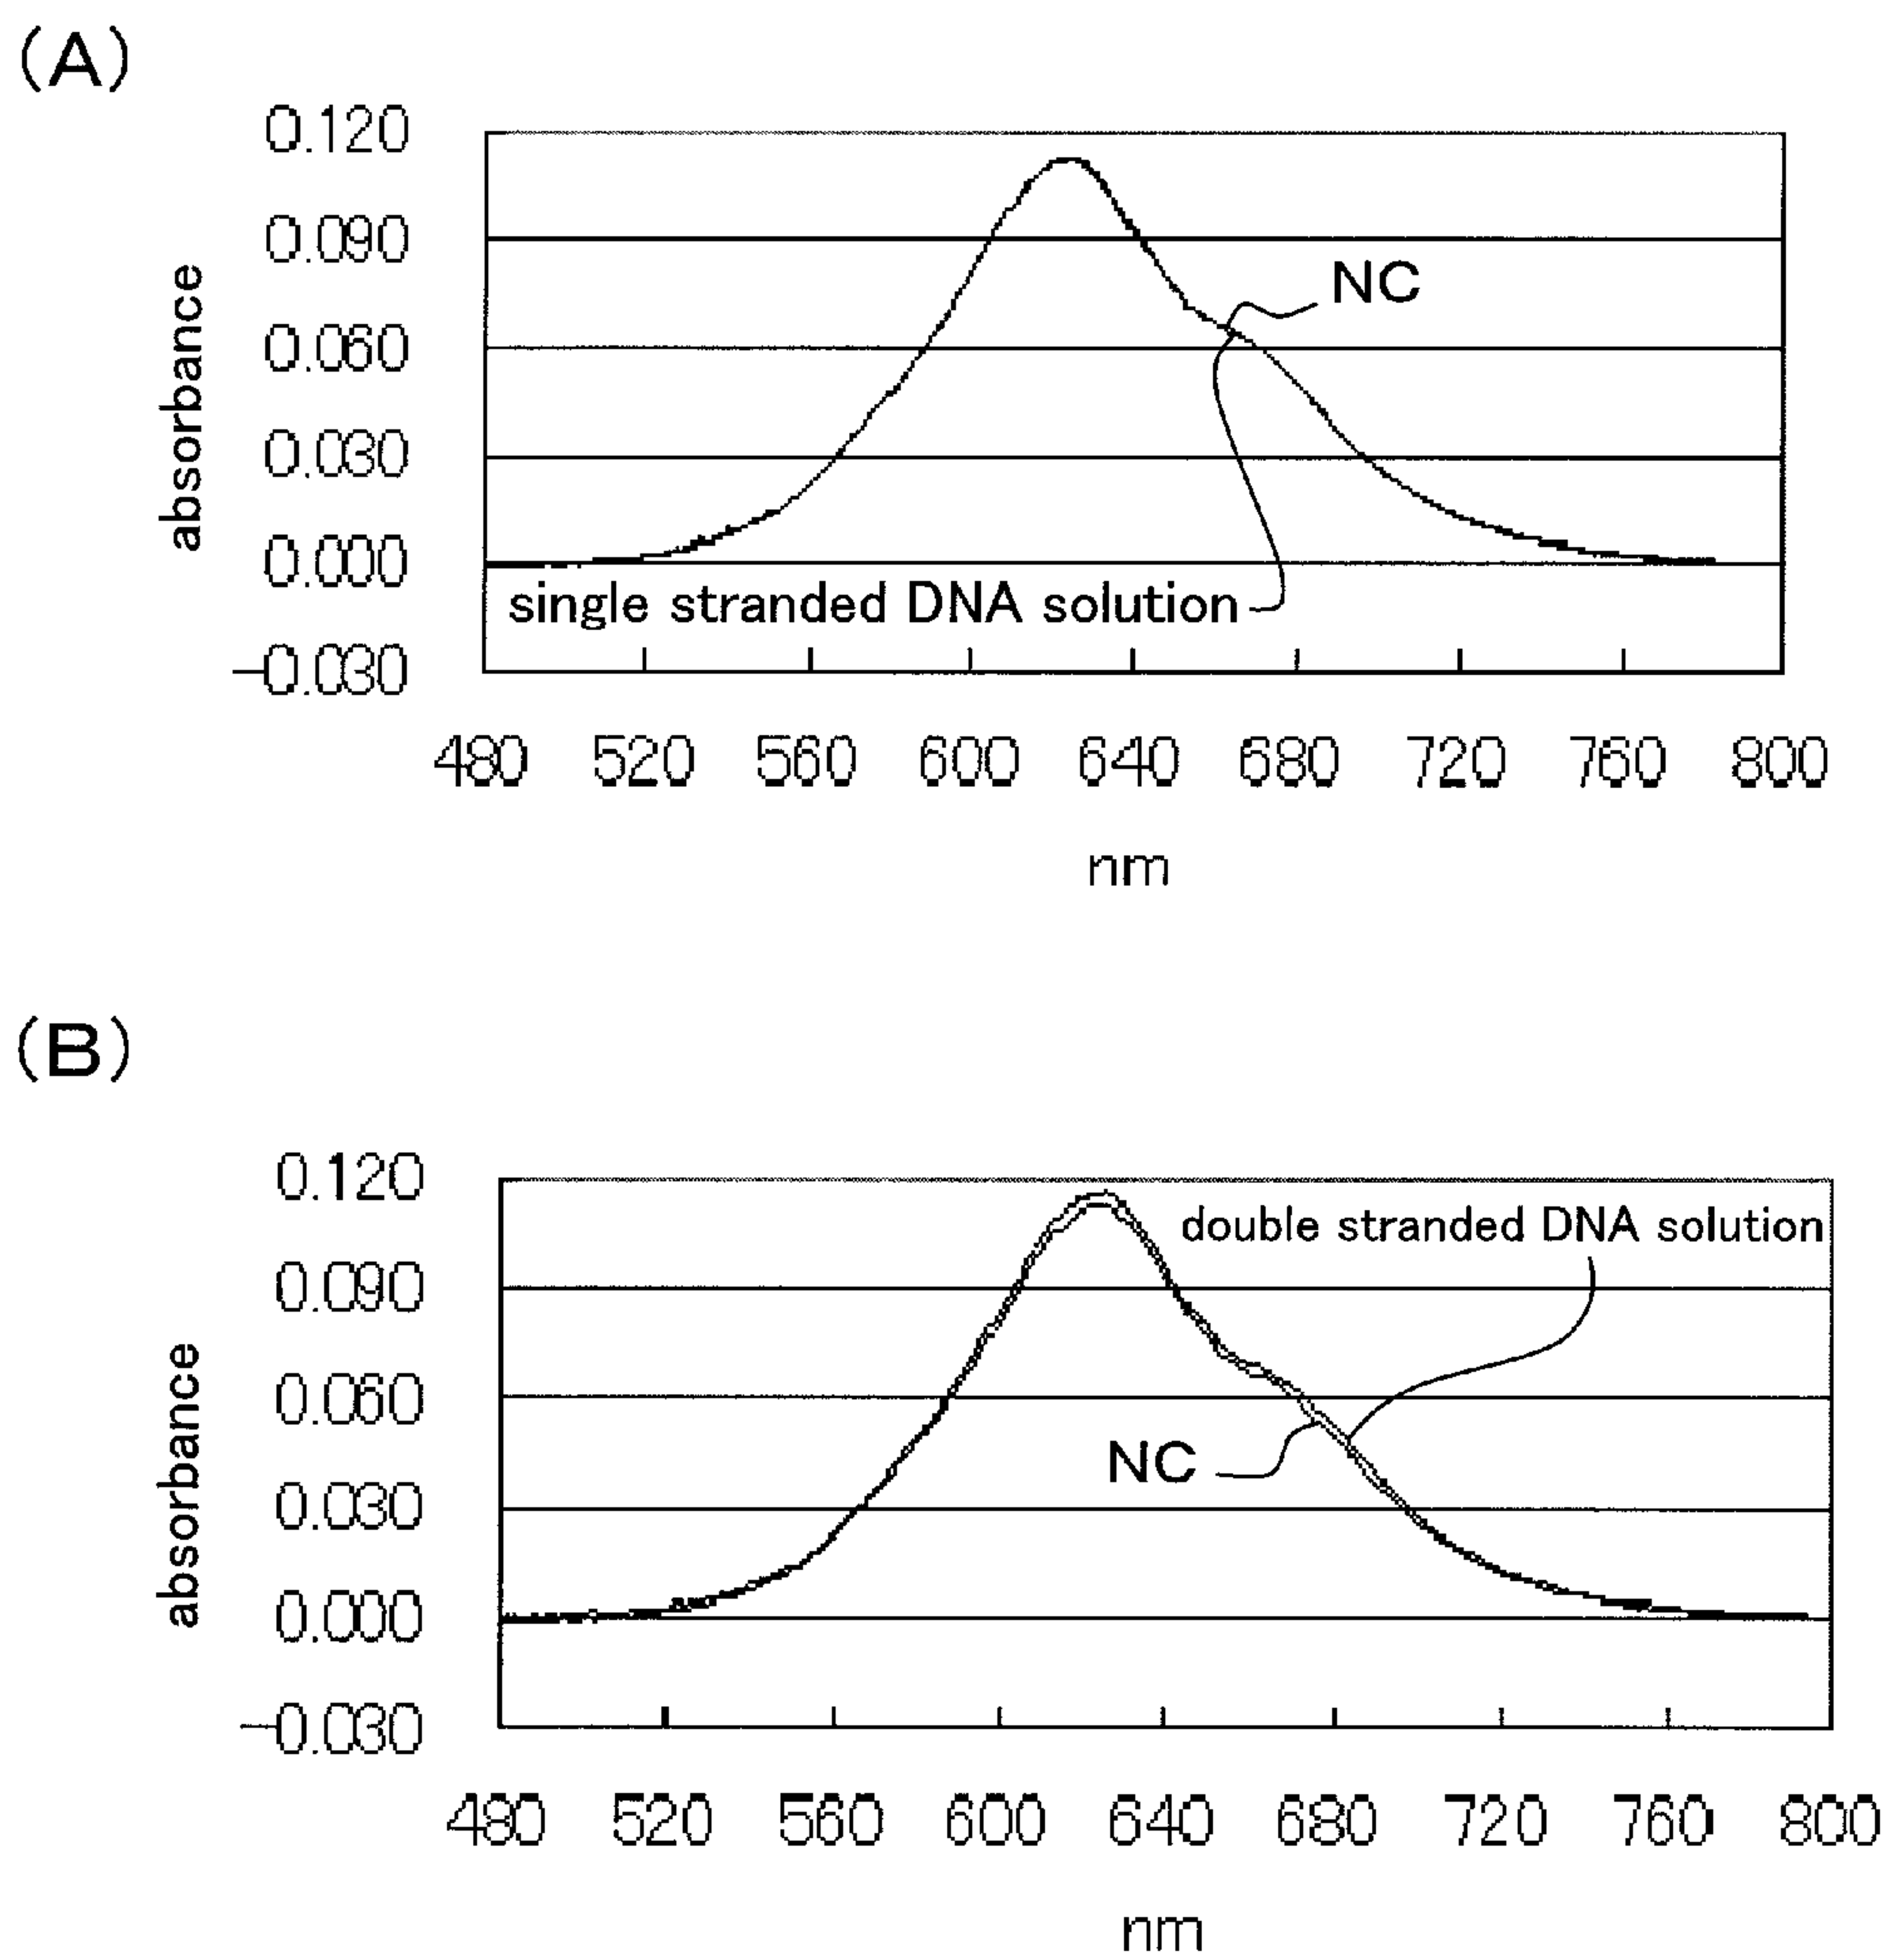 (A)
0.120
0.090
0.060
0.030
0.000
-0.030
absorbance
NC
single stranded DNA solution
480 520 560 600 640 680 720 760 800
nm
(B)
0.120
0.090
0.060
0.030
0.000
-0.030
absorbance
double stranded DNA solution
NC
480 520 560 600 640 680 720 760 800
nm